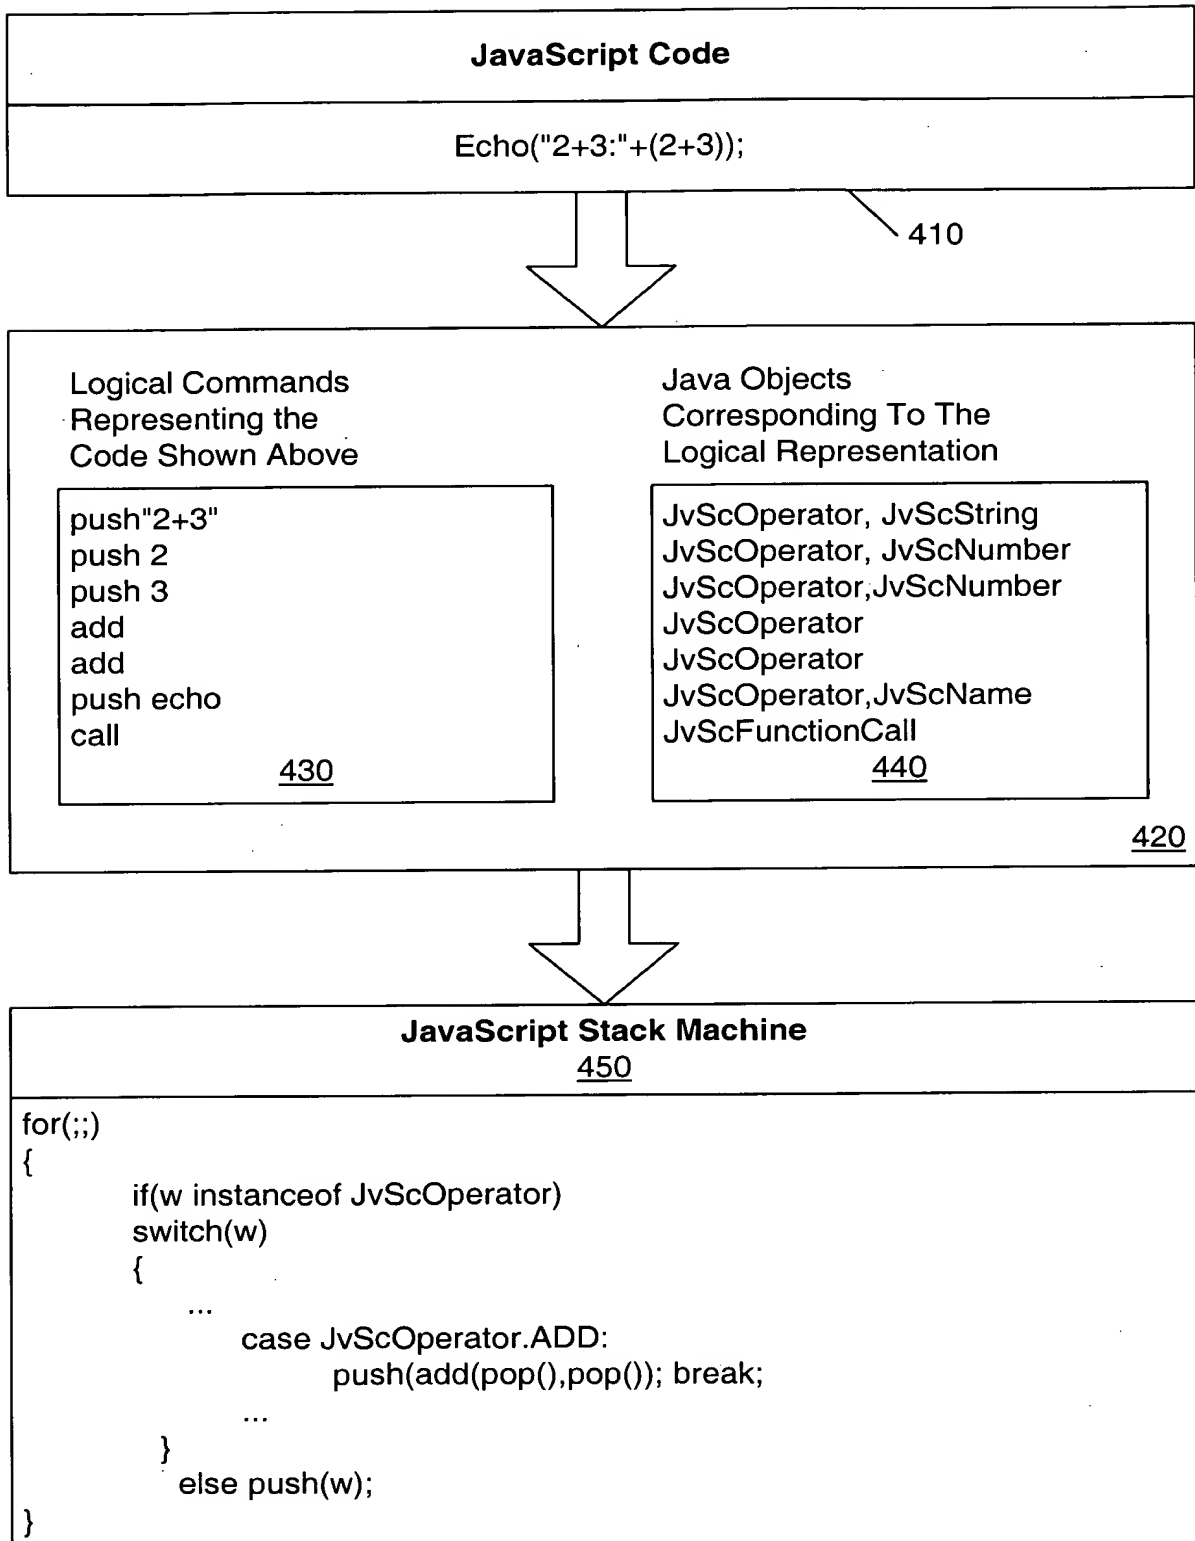 JavaScript Code
Echo("2+3:"+(2+3));
410
Logical Commands
Representing the
Code Shown Above
push"2+3"
push 2
push 3
add
add
push echo
call
430
Java Objects
Corresponding To The
Logical Representation
JvScOperator, JvScString
JvScOperator, JvScNumber
JvScOperator,JvScNumber
JvScOperator
JvScOperator
JvScOperator,JvScName
JvScFunctionCall
440
420
JavaScript Stack Machine
450
for(;;)
{
if(w instanceof JvScOperator)
switch(w)
{
...
case JvScOperator.ADD:
push(add(pop(),pop()); break;
...
}
else push(w);
}